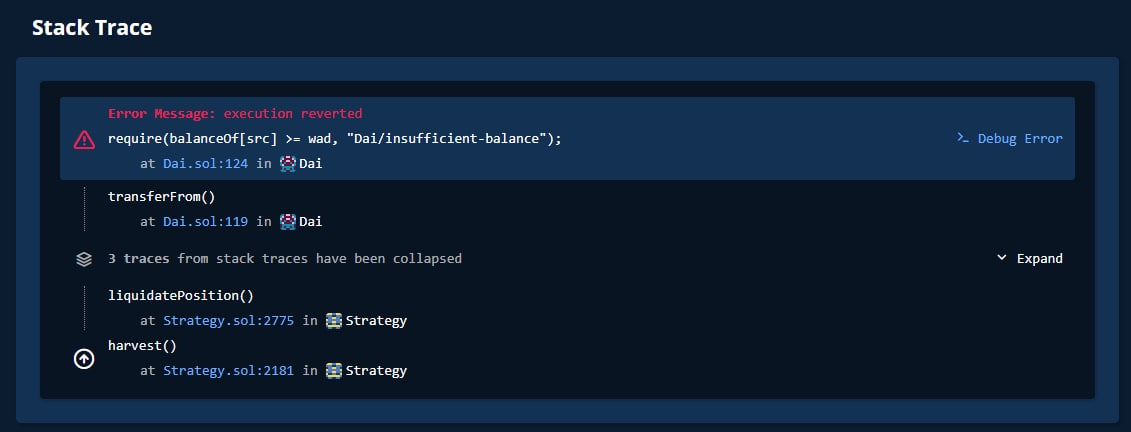 Stack Trace
Error Message: execution reverted
require(balanceOf[src] >= wad, "Dai/insufficient-balance");
Debug Error
at Dai.sol:124 in Dai
transferFrom()
at Dai.sol:119 in Dai
3 traces from stack traces have been collapsed
Expand
liquidatePosition()
at Strategy.sol:2775 in Strategy
harvest()
at Strategy.sol:2181 in Strategy